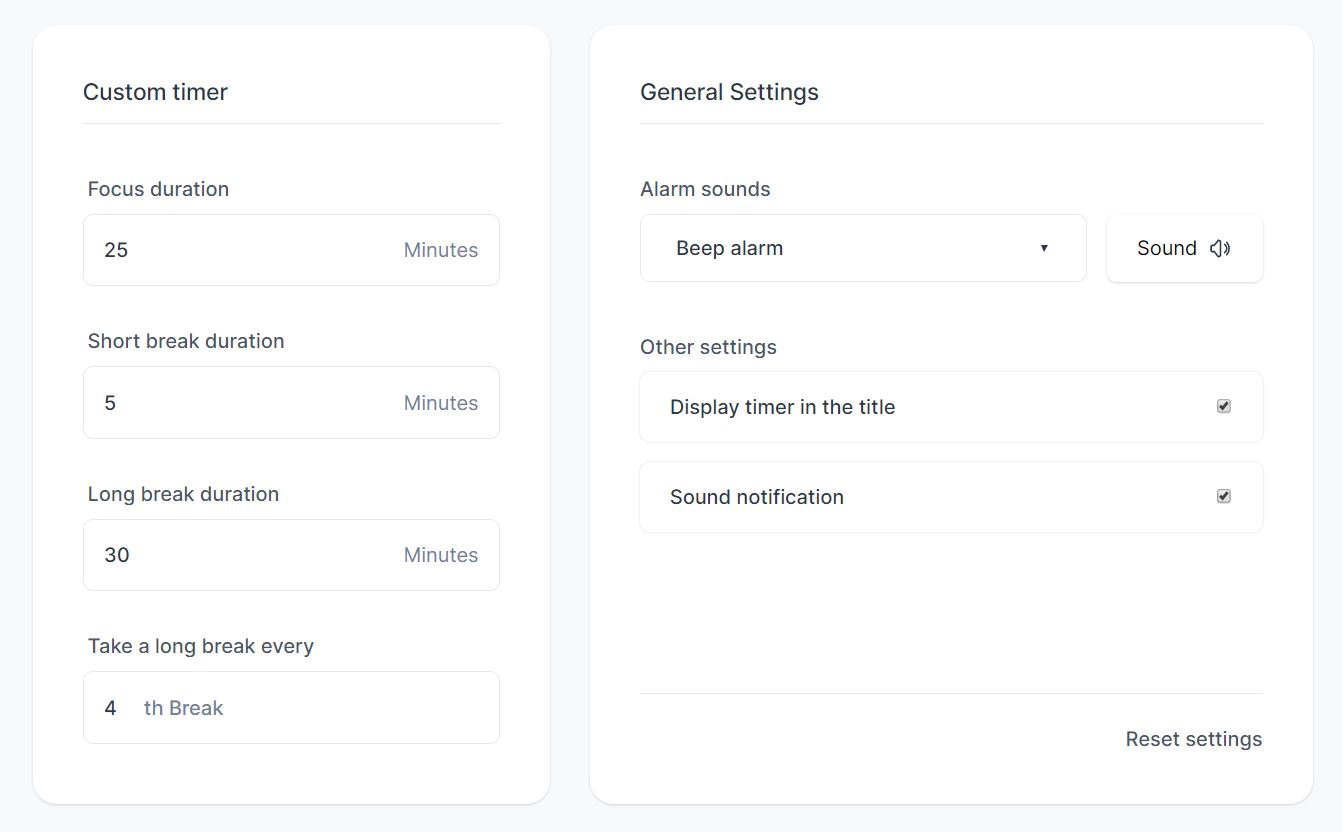 Custom timer
Focus duration
25 Minutes
Short break duration
5 Minutes
Long break duration
30 Minutes
Take a long break every
4 th Break
General Settings
Alarm sounds
Beep alarm
Sound
Other settings
Display timer in the title
Sound notification
Reset settings